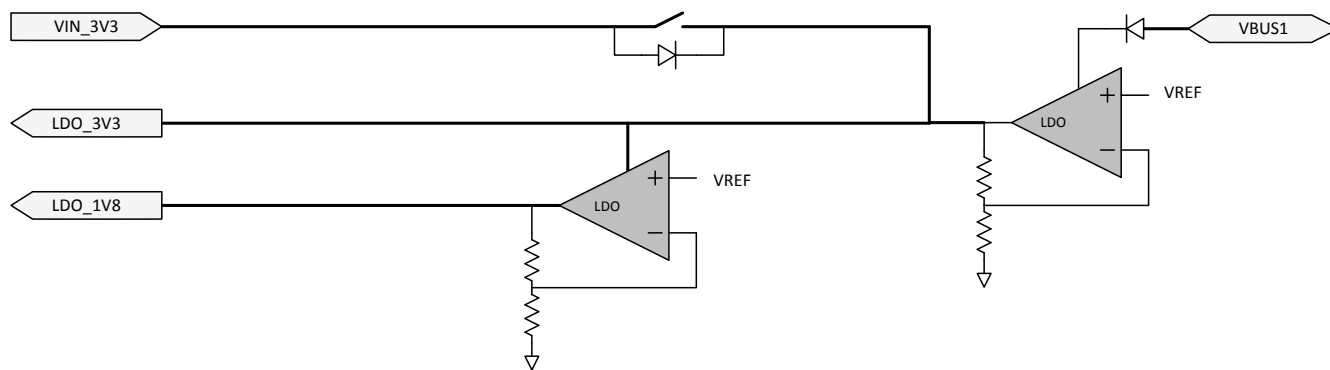 VIN_3V3
VBUS1
LDO
+
VREF
−
LDO_3V3
LDO
+
VREF
−
LDO_1V8